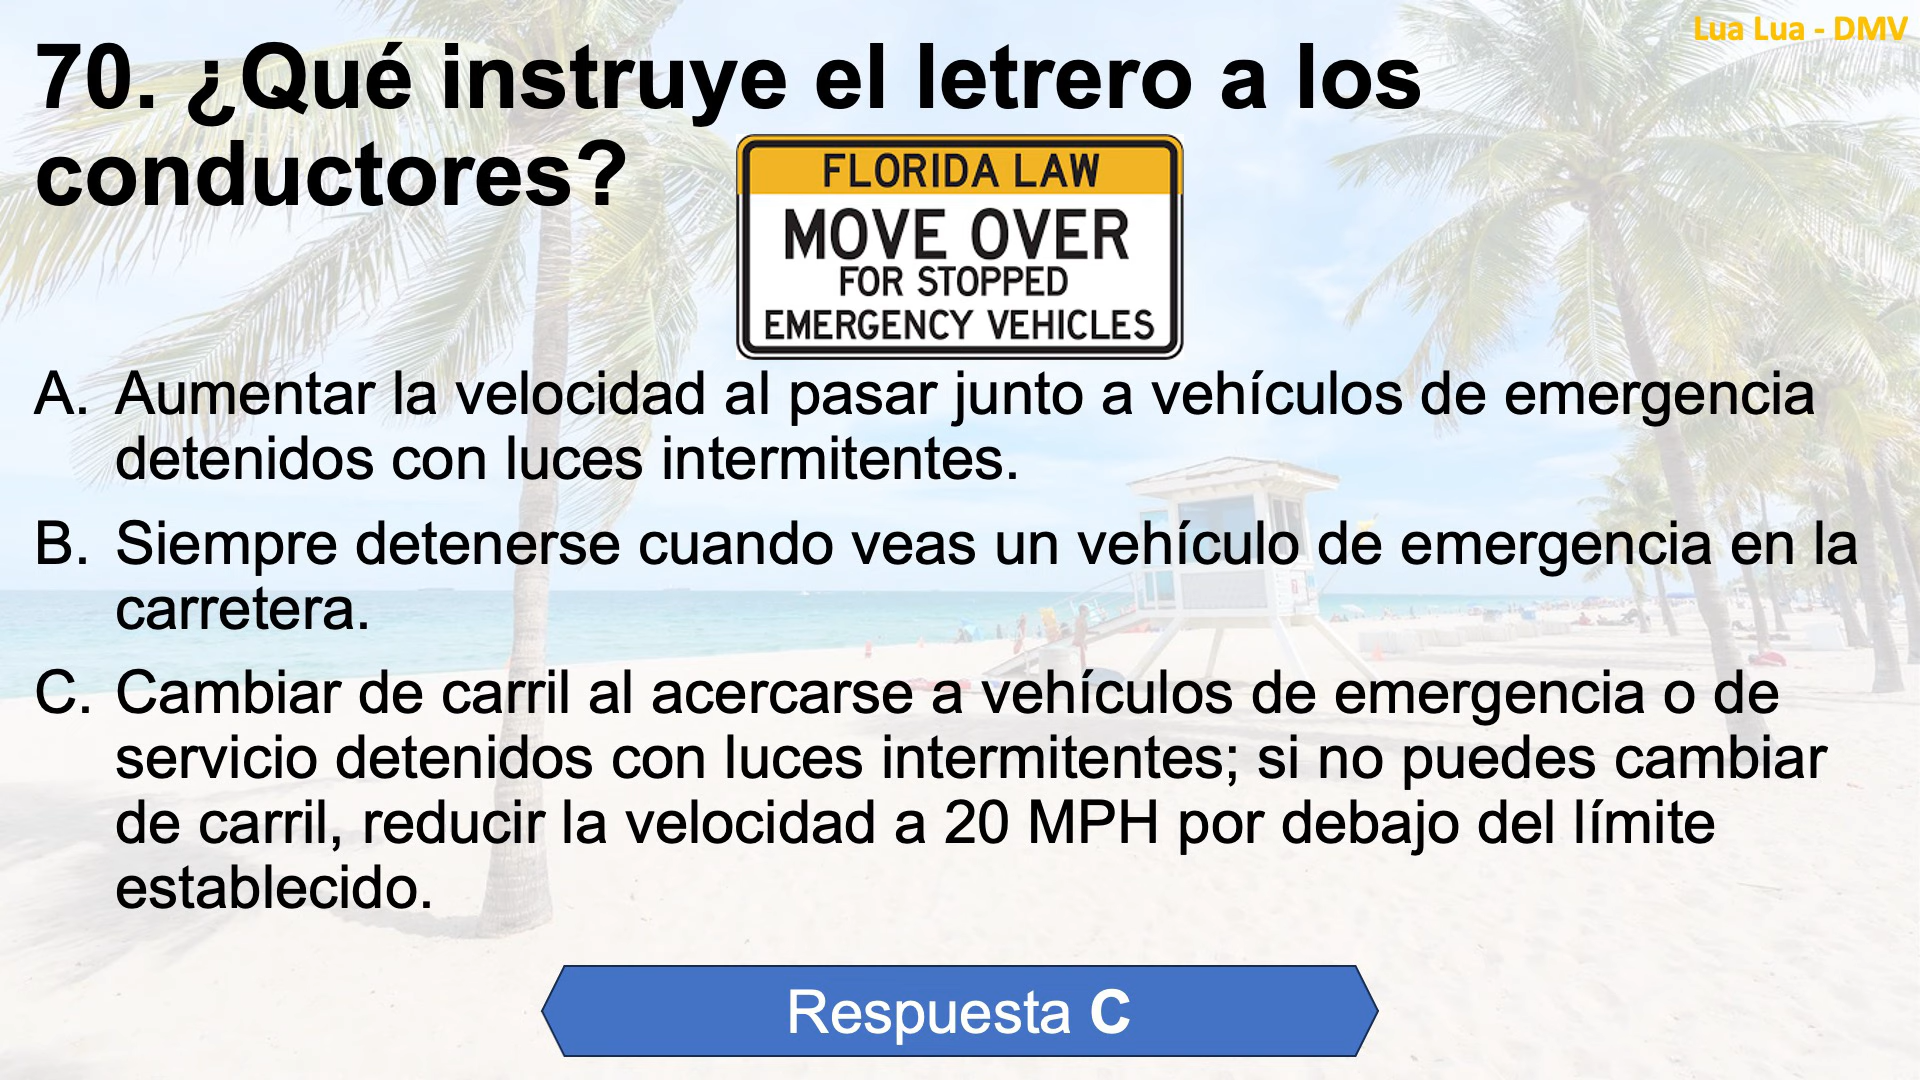 Lua Lua - DMV
70. ¿Qué instruye el letrero a los
conductores?
FLORIDA LAW
MOVE OVER
FOR STOPPED
EMERGENCY VEHICLES
A. Aumentar la velocidad al pasar junto a vehículos de emergencia
detenidos con luces intermitentes.
B. Siempre detenerse cuando veas un vehículo de emergencia en la
carretera.
C. Cambiar de carril al acercarse a vehículos de emergencia o de
servicio detenidos con luces intermitentes; si no puedes cambiar
de carril, reducir la velocidad a 20 MPH por debajo del límite
establecido.
Respuesta C